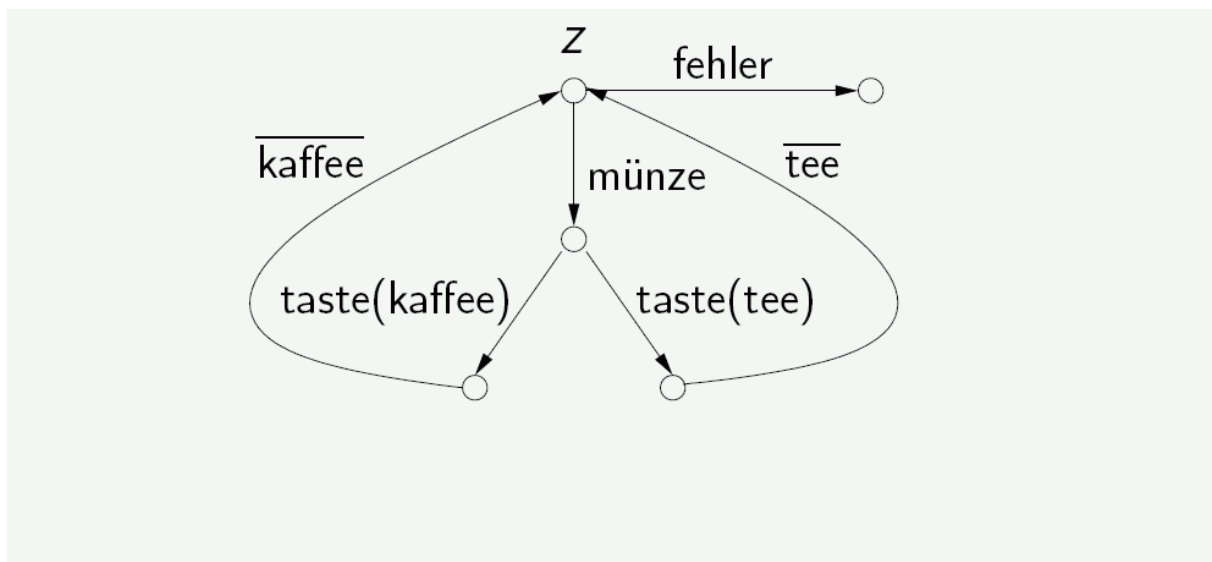 z
fehler
kaffee
tee
münze
taste(kaffee)
taste(tee)